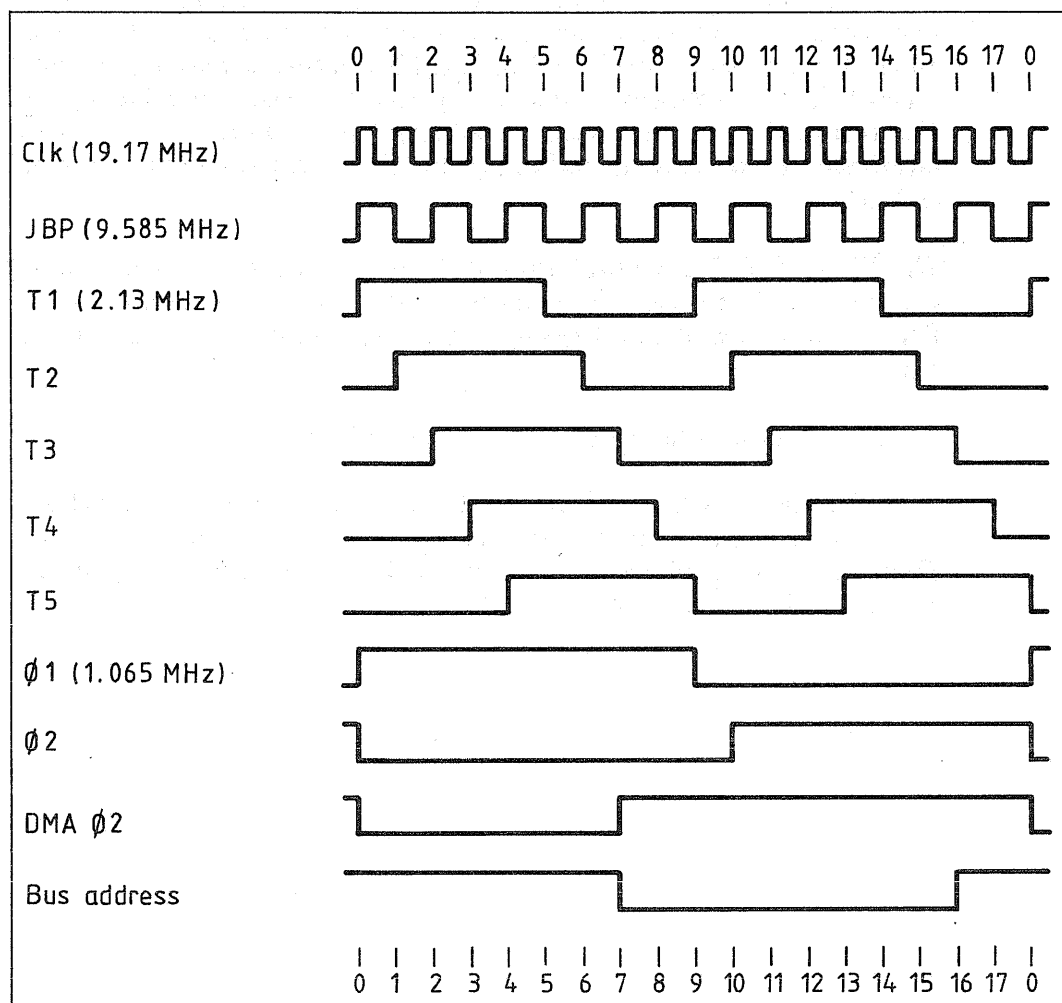 0 1 2 3 4 5 6 7 8 9 10 11 12 13 14 15 16 17 0
Clk (19.17 MHz)
JBP (9.585 MHz)
T1 (2.13 MHz)
T2
T3
T4
T5
Ø1 (1.065 MHz)
Ø2
DMA Ø2
Bus address
0 1 2 3 4 5 6 7 8 9 10 11 12 13 14 15 16 17 0